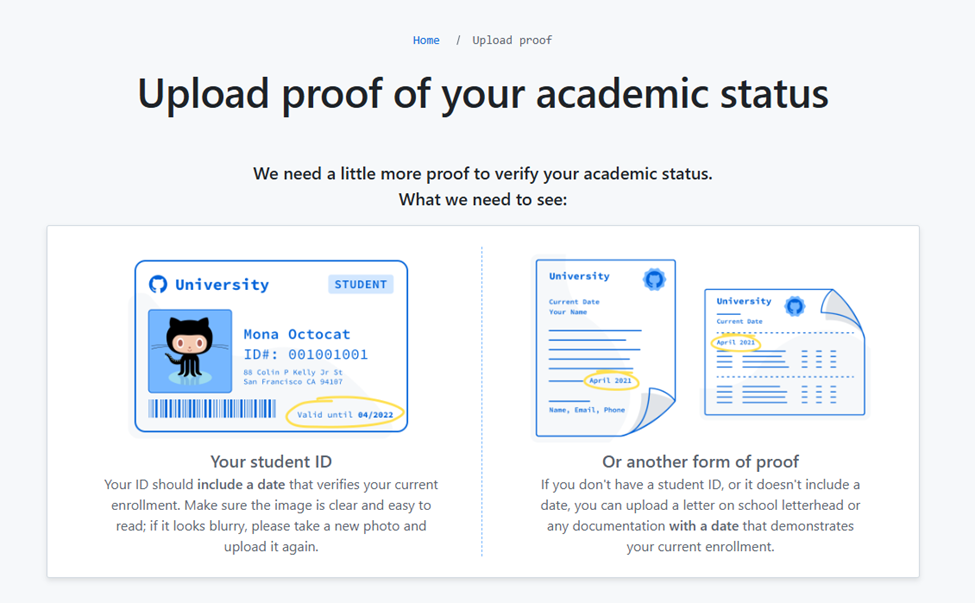 Home / Upload proof
Upload proof of your academic status
We need a little more proof to verify your academic status.
What we need to see:
University
STUDENT
Mona Octocat
ID#: 001001001
88 Colin P Kelly Jr St
San Francisco CA 94107
Valid until 04/2022
Your student ID
Your ID should include a date that verifies your current
enrollment. Make sure the image is clear and easy to
read; if it looks blurry, please take a new photo and
upload it again.
University
Current Date
Your Name
April 2021
Name, Email, Phone
University
Current Date
April 2021
Or another form of proof
If you don't have a student ID, or it doesn't include a
date, you can upload a letter on school letterhead or
any documentation with a date that demonstrates
your current enrollment.